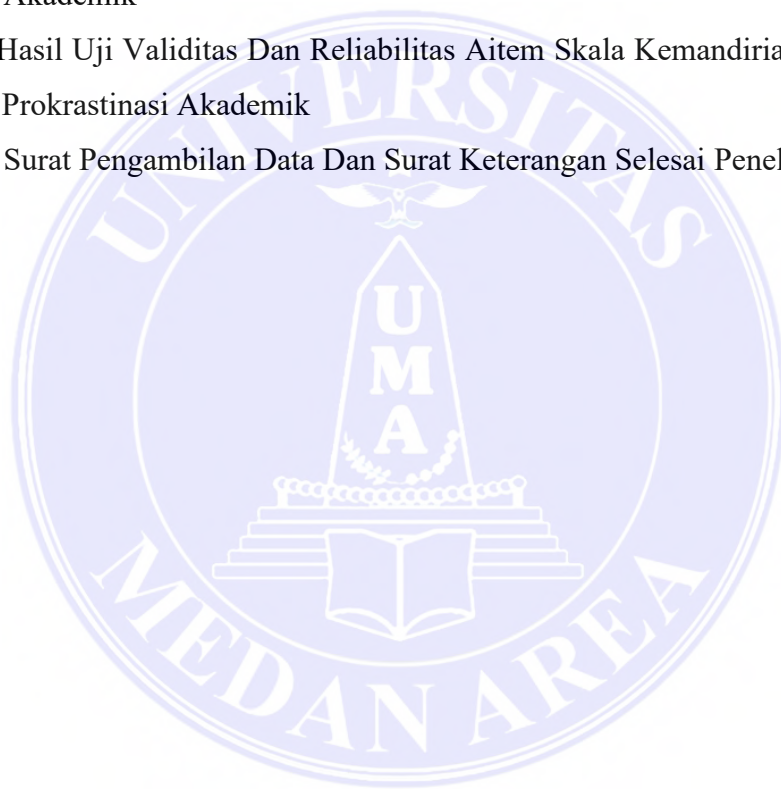 Akademik
Hasil Uji Validitas Dan Reliabilitas Aitem Skala Kemandiria
Prokrastinasi Akademik
Surat Pengambilan Data Dan Surat Keterangan Selesai Penel
UNIVERSITAS
UMA
MEDAN AREA